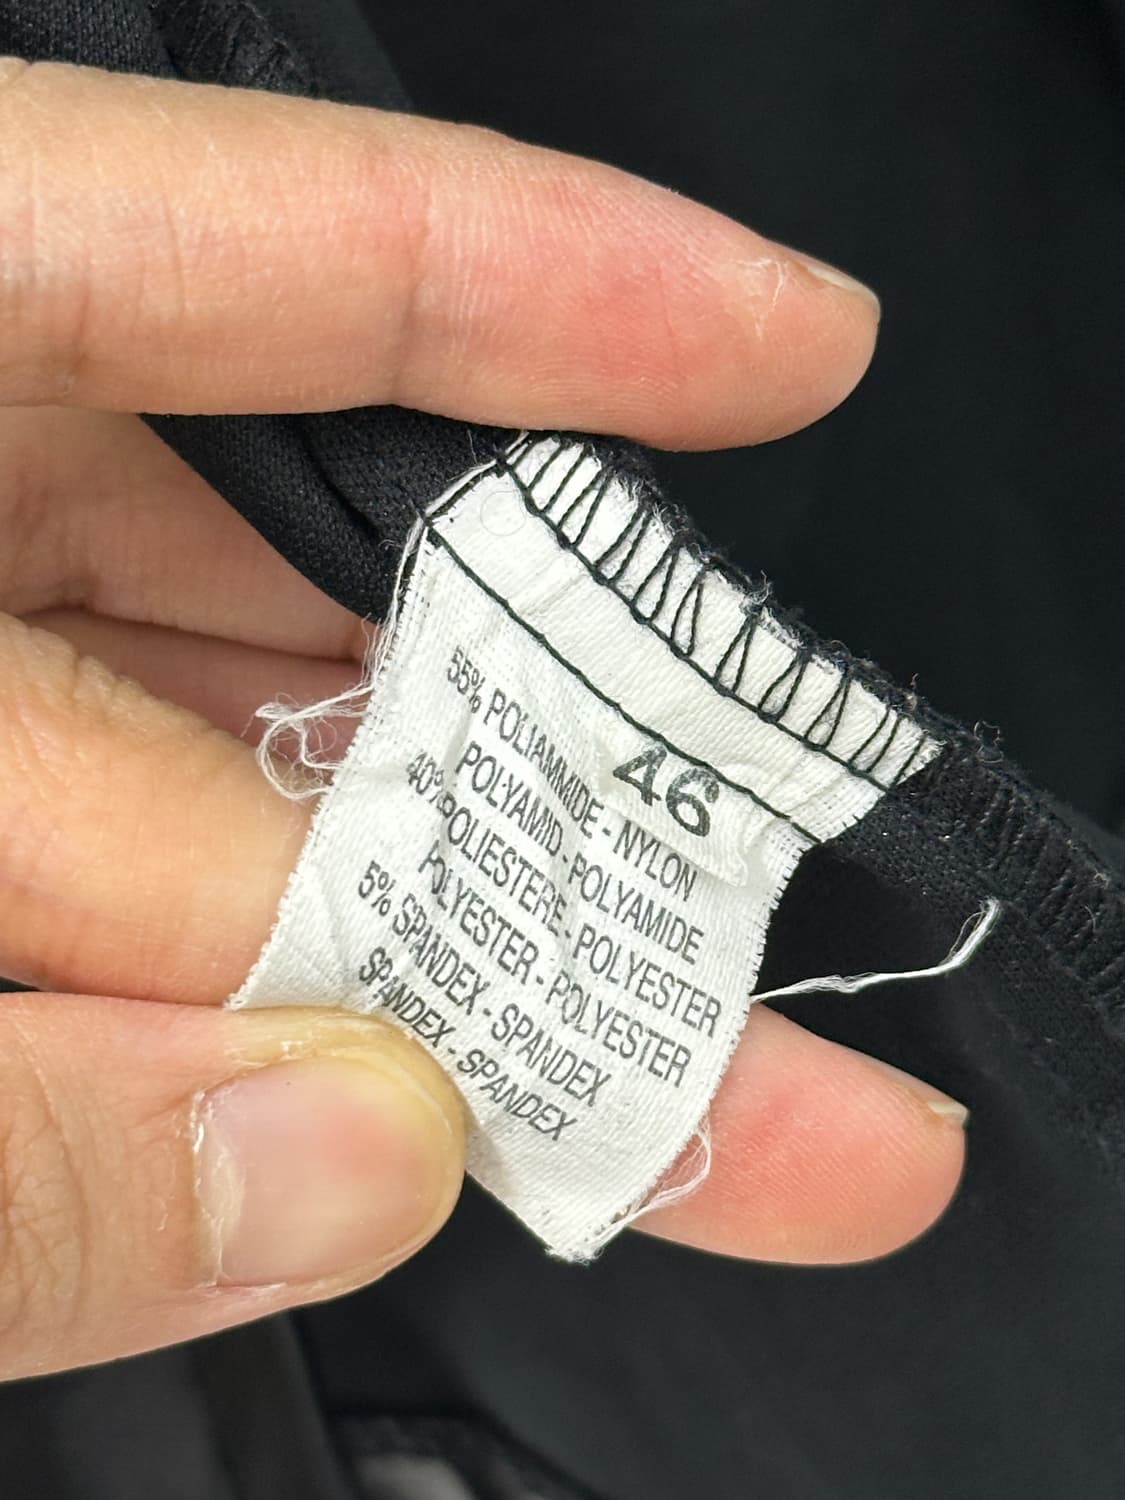 46
55% POLIAMMIDE - NYLON
POLYAMID - POLYAMIDE
40% POLIESTERE - POLYESTER
POLYESTER - POLYESTER
5% SPANDEX - SPANDEX
SPANDEX - SPANDEX